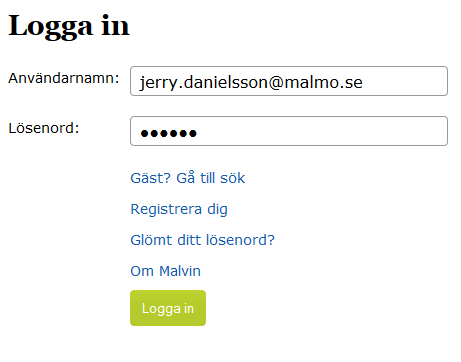 Logga in
Användarnamn: jerry.danielsson@malmo.se
Lösenord: ●●●●●●
Gäst? Gå till sök
Registrera dig
Glömt ditt lösenord?
Om Malvin
Logga in